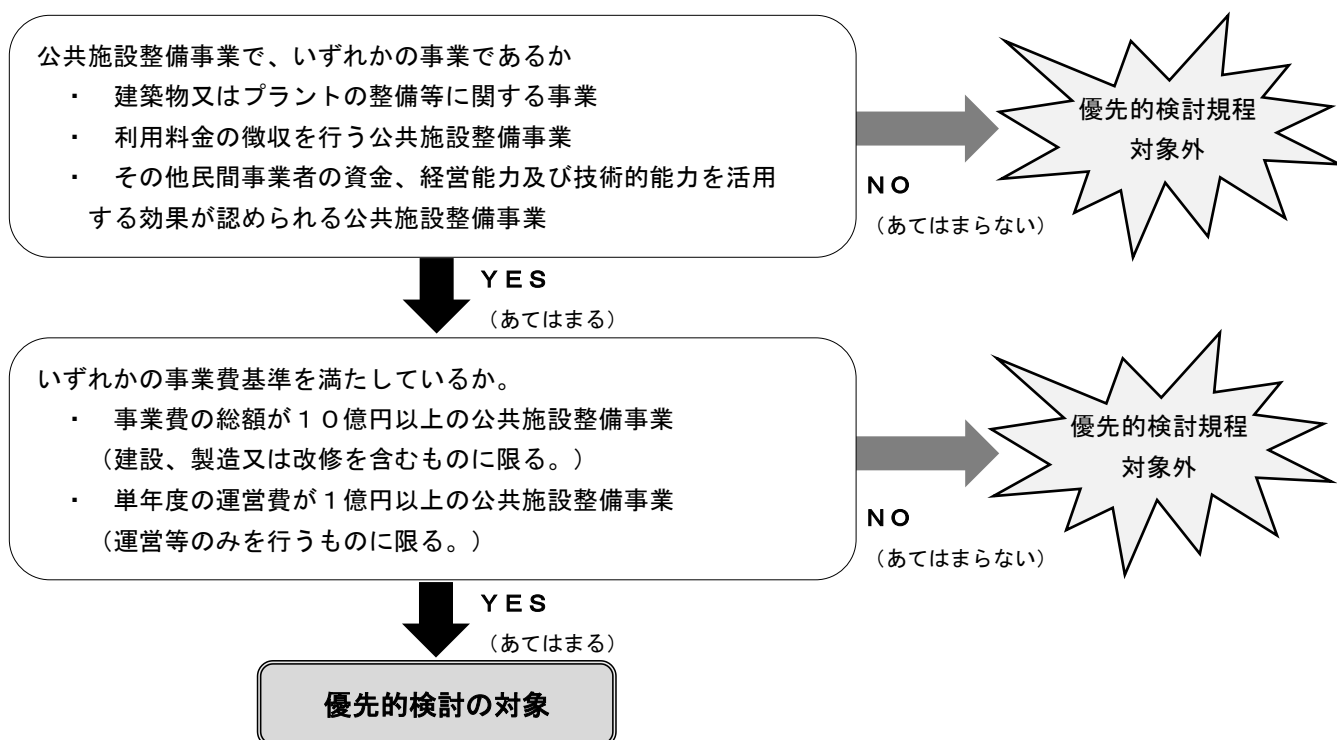 公共施設整備事業で、いずれかの事業であるか
・ 建築物又はプラントの整備等に関する事業
・ 利用料金の徴収を行う公共施設整備事業
・ その他民間事業者の資金、経営能力及び技術的能力を活用
する効果が認められる公共施設整備事業
優先的検討規程
対象外
ＮＯ
（あてはまらない）
ＹＥＳ
（あてはまる）
いずれかの事業費基準を満たしているか。
・ 事業費の総額が１０億円以上の公共施設整備事業
（建設、製造又は改修を含むものに限る。）
・ 単年度の運営費が１億円以上の公共施設整備事業
（運営等のみを行うものに限る。）
優先的検討規程
対象外
ＮＯ
（あてはまらない）
ＹＥＳ
（あてはまる）
優先的検討の対象